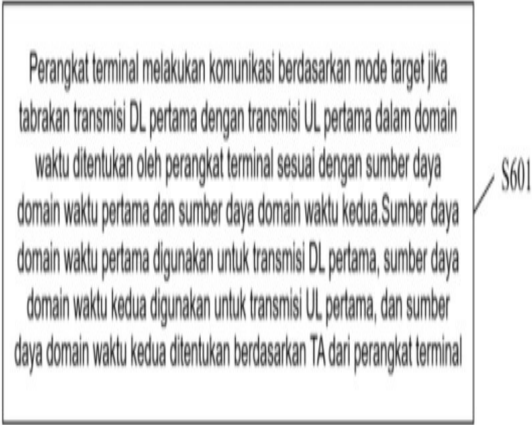 Perangkat terminal melakukan komunikasi berdasarkan mode target jika
tabrakan transmisi DL pertama dengan transmisi UL pertama dalam domain
waktu ditentukan oleh perangkat terminal sesuai dengan sumber daya
domain waktu pertama dan sumber daya domain waktu kedua.Sumber daya
domain waktu pertama digunakan untuk transmisi DL pertama, sumber daya
domain waktu kedua digunakan untuk transmisi UL pertama, dan sumber
daya domain waktu kedua ditentukan berdasarkan TA dari perangkat terminal
S601